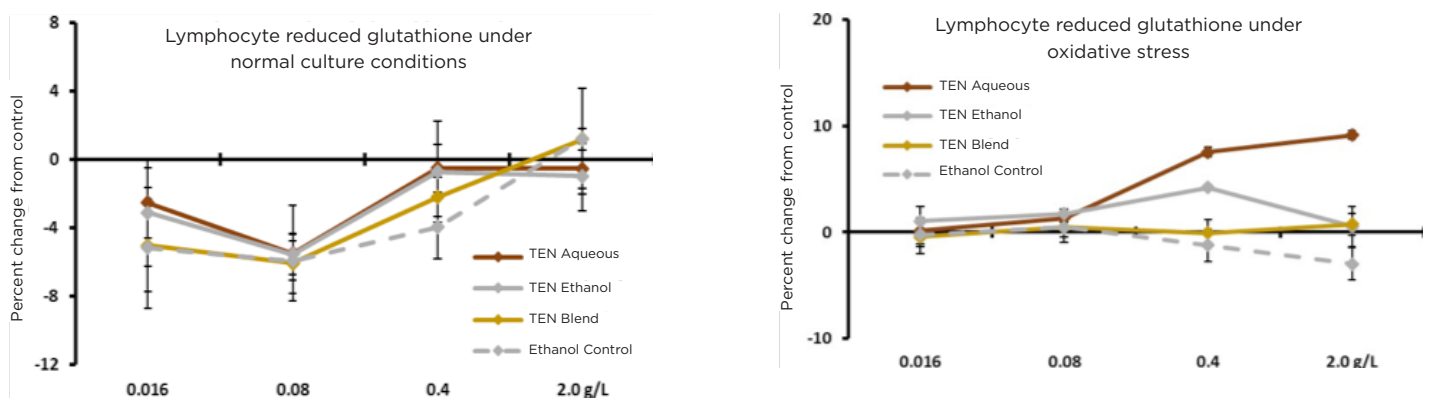 Lymphocyte reduced glutathione under
normal culture conditions
Percent change from control
8
4
0
-4
-8
-12
TEN Aqueous
TEN Ethanol
TEN Blend
Ethanol Control
0.016 0.08 0.4 2.0 g/L
Lymphocyte reduced glutathione under
oxidative stress
Percent change from control
20
10
0
-10
TEN Aqueous
TEN Ethanol
TEN Blend
Ethanol Control
0.016 0.08 0.4 2.0 g/L